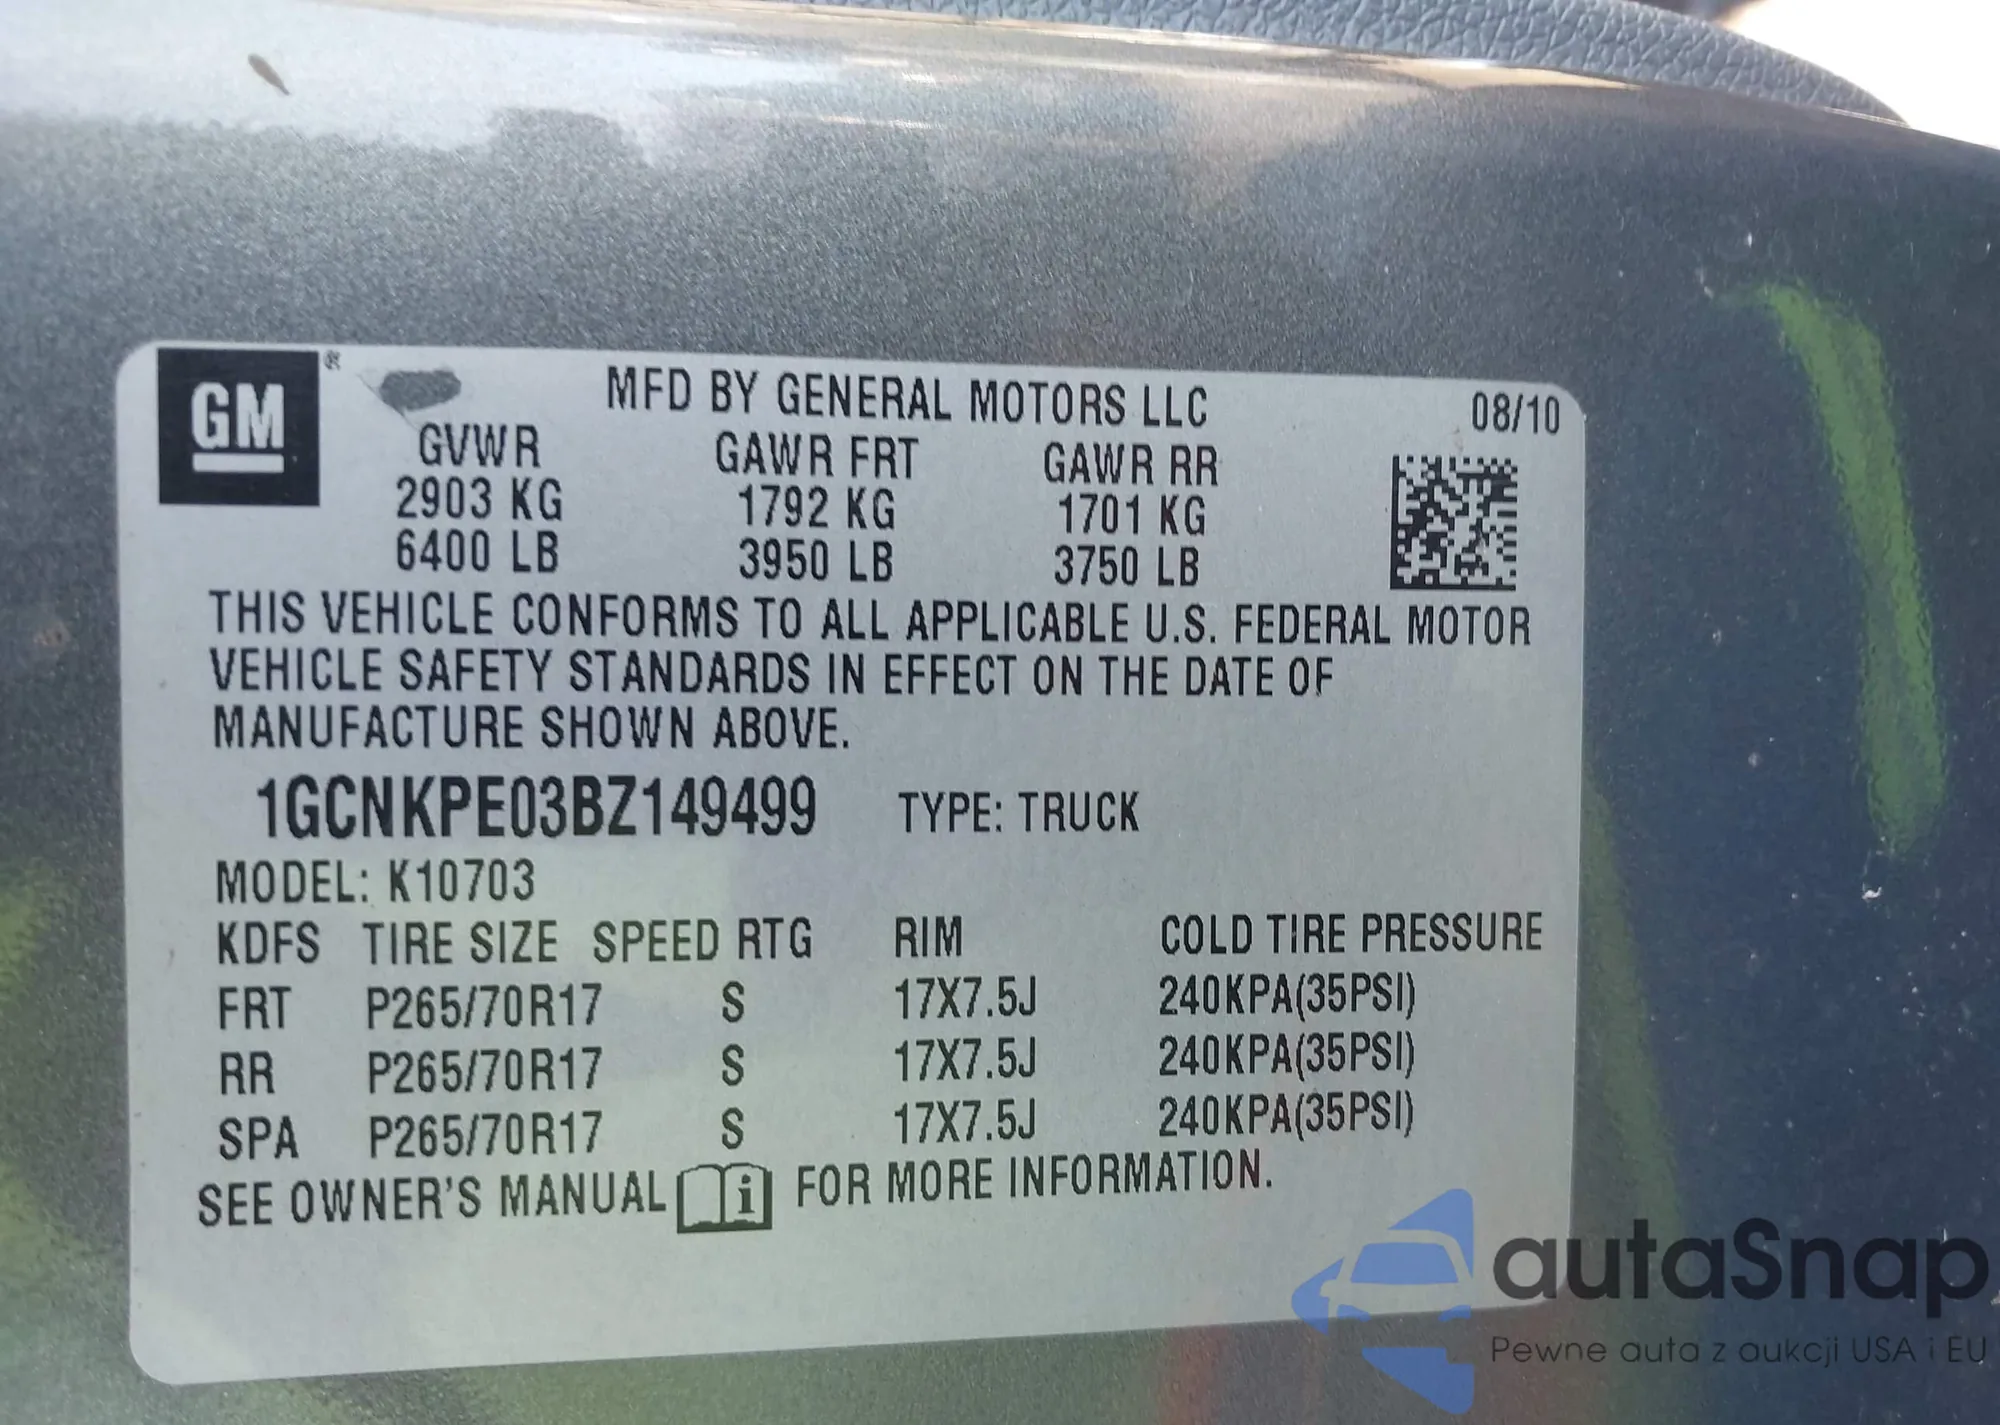 GM ®
MFD BY GENERAL MOTORS LLC 08/10
GVWR GAWR FRT GAWR RR
2903 KG 1792 KG 1701 KG
6400 LB 3950 LB 3750 LB
THIS VEHICLE CONFORMS TO ALL APPLICABLE U.S. FEDERAL MOTOR
VEHICLE SAFETY STANDARDS IN EFFECT ON THE DATE OF
MANUFACTURE SHOWN ABOVE.
1GCNKPE03BZ149499 TYPE: TRUCK
MODEL: K10703
KDFS TIRE SIZE SPEED RTG RIM COLD TIRE PRESSURE
FRT P265/70R17 S 17X7.5J 240KPA(35PSI)
RR P265/70R17 S 17X7.5J 240KPA(35PSI)
SPA P265/70R17 S 17X7.5J 240KPA(35PSI)
SEE OWNER'S MANUAL i FOR MORE INFORMATION.
autaSnap
Pewne auta z aukcji USA i EU